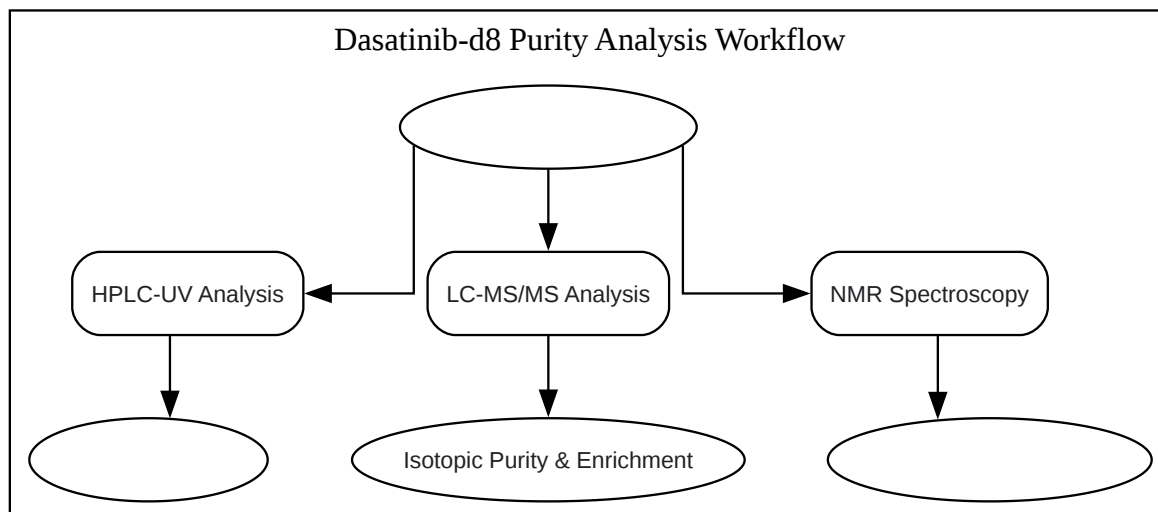 Dasatinib-d8 Purity Analysis Workflow
HPLC-UV Analysis
LC-MS/MS Analysis
NMR Spectroscopy
Isotopic Purity & Enrichment